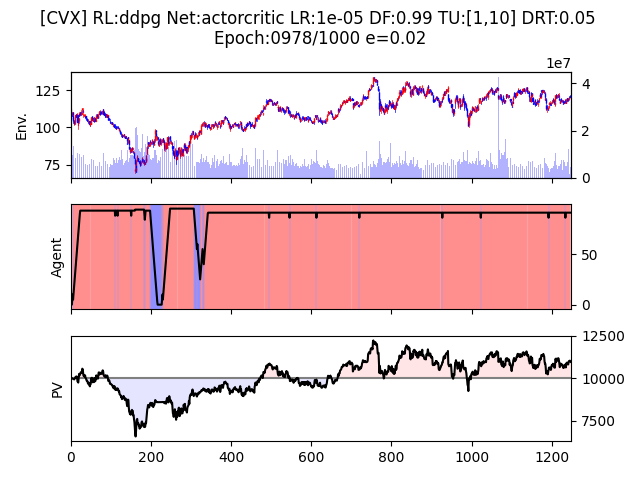 [CVX] RL:ddpg Net:actorcritic LR:1e-05 DF:0.99 TU:[1,10] DRT:0.05
Epoch:0978/1000 e=0.02
1e7
Env.
125
100
75
4
2
0
Agent
50
0
PV
12500
10000
7500
0 200 400 600 800 1000 1200